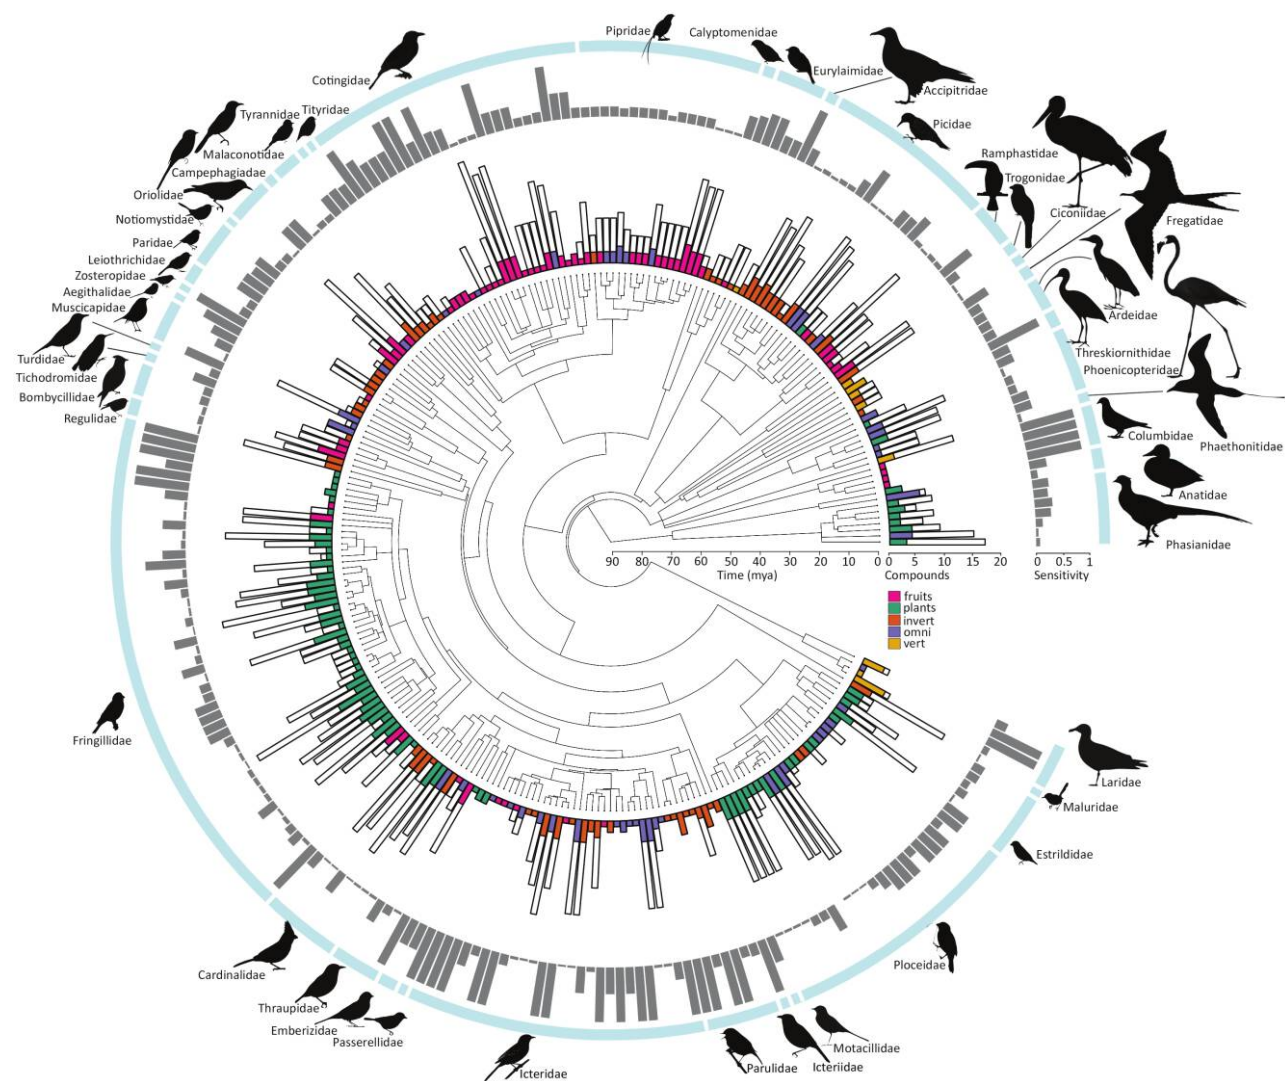 Pipridae
Calyptomenidae
Eurylaimidae
Accipitridae
Cotingidae
Tyrannidae
Tityridae
Picidae
Malaconotidae
Campephagiadae
Ramphastidae
Trogonidae
Oriolidae
Ciconiidae
Notiomystidae
Fregatidae
Paridae
Leiothrichidae
Zosteropidae
Aegithalidae
Muscicapidae
Ardeidae
Turdidae
Threskiornithidae
Tichodromidae
Phoenicopteridae
Bombycillidae
Regulidae
Columbidae
Phaethonitidae
Anatidae
Phasianidae
90 80 70 60 50 40 30 20 10 0
Time (mya)
0 5 10 15 20
Compounds
0 0.5 1
Sensitivity
fruits
plants
invert
omni
vert
Fringillidae
Laridae
Maluridae
Estrildidae
Ploceidae
Cardinalidae
Thraupidae
Emberizidae
Passerellidae
Icteridae
Parulidae
Icteriidae
Motacillidae